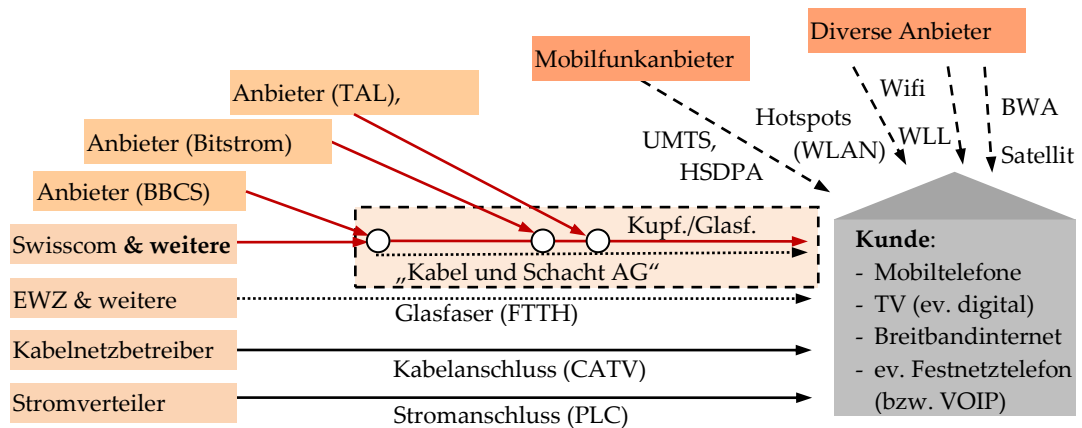 Diverse Anbieter
Mobilfunkanbieter
Anbieter (TAL),
Anbieter (Bitstrom)
Anbieter (BBCS)
Swisscom & weitere
EWZ & weitere
Kabelnetzbetreiber
Stromverteiler
UMTS,
HSDPA
Hotspots
(WLAN)
Wifi
WLL
BWA
Satellit
Kupf./Glasf.
„Kabel und Schacht AG“
Glasfaser (FTTH)
Kabelanschluss (CATV)
Stromanschluss (PLC)
Kunde:
- Mobiltelefone
- TV (ev. digital)
- Breitbandinternet
- ev. Festnetztelefon
(bzw. VOIP)